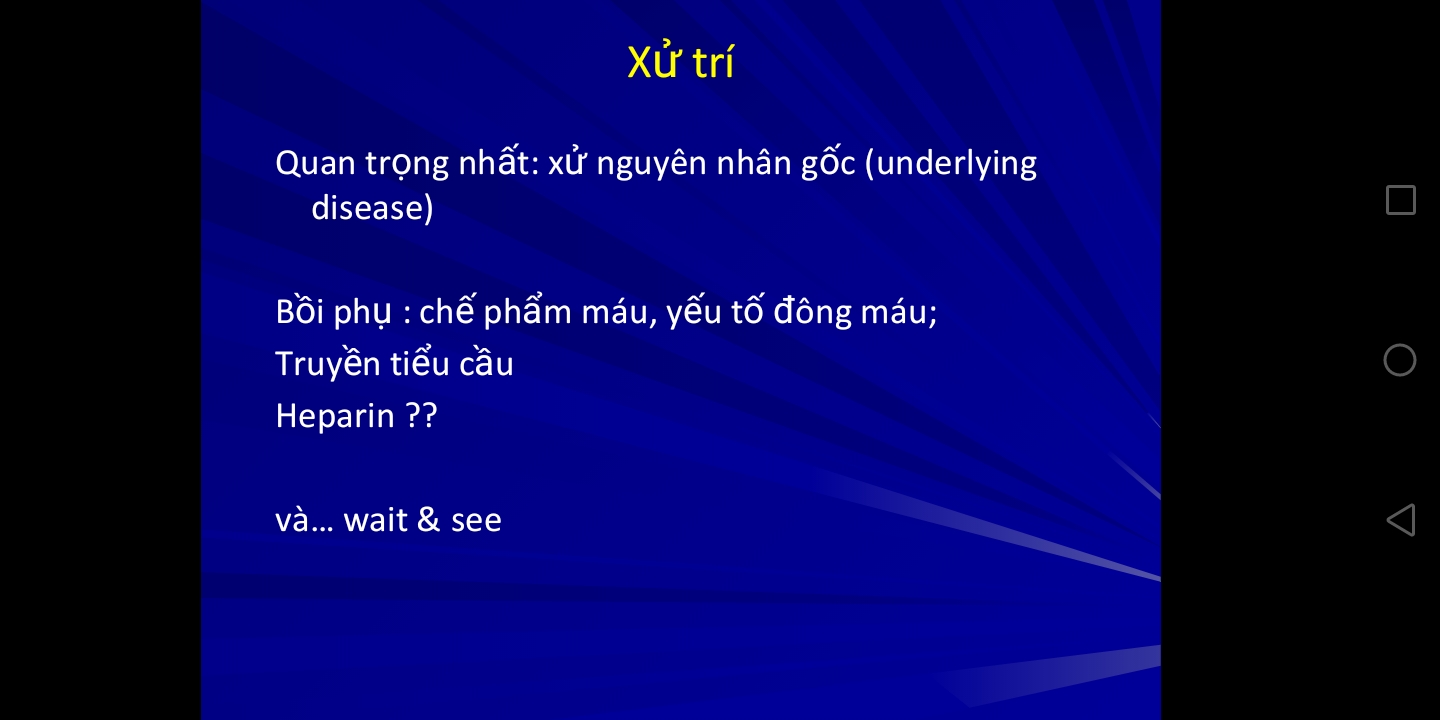 Xử trí
Quan trọng nhất: xử nguyên nhân gốc (underlying
disease)
Bồi phụ : chế phẩm máu, yếu tố đông máu;
Truyền tiểu cầu
Heparin ??
và... wait & see